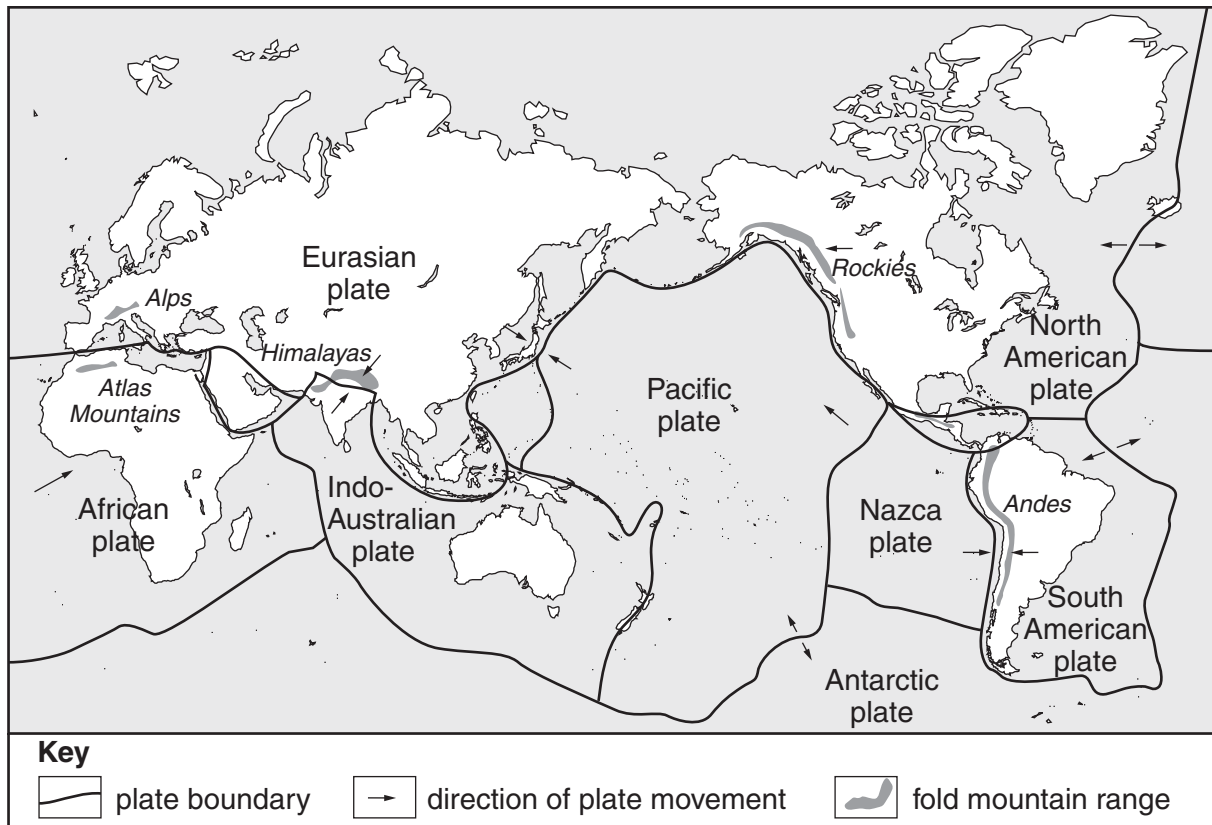 Eurasian
plate
Alps
Himalayas
Atlas
Mountains
African
plate
Indo-
Australian
plate
Pacific
plate
Rockies
North
American
plate
Nazca
plate
Andes
South
American
plate
Antarctic
plate
Key
plate boundary
direction of plate movement
fold mountain range